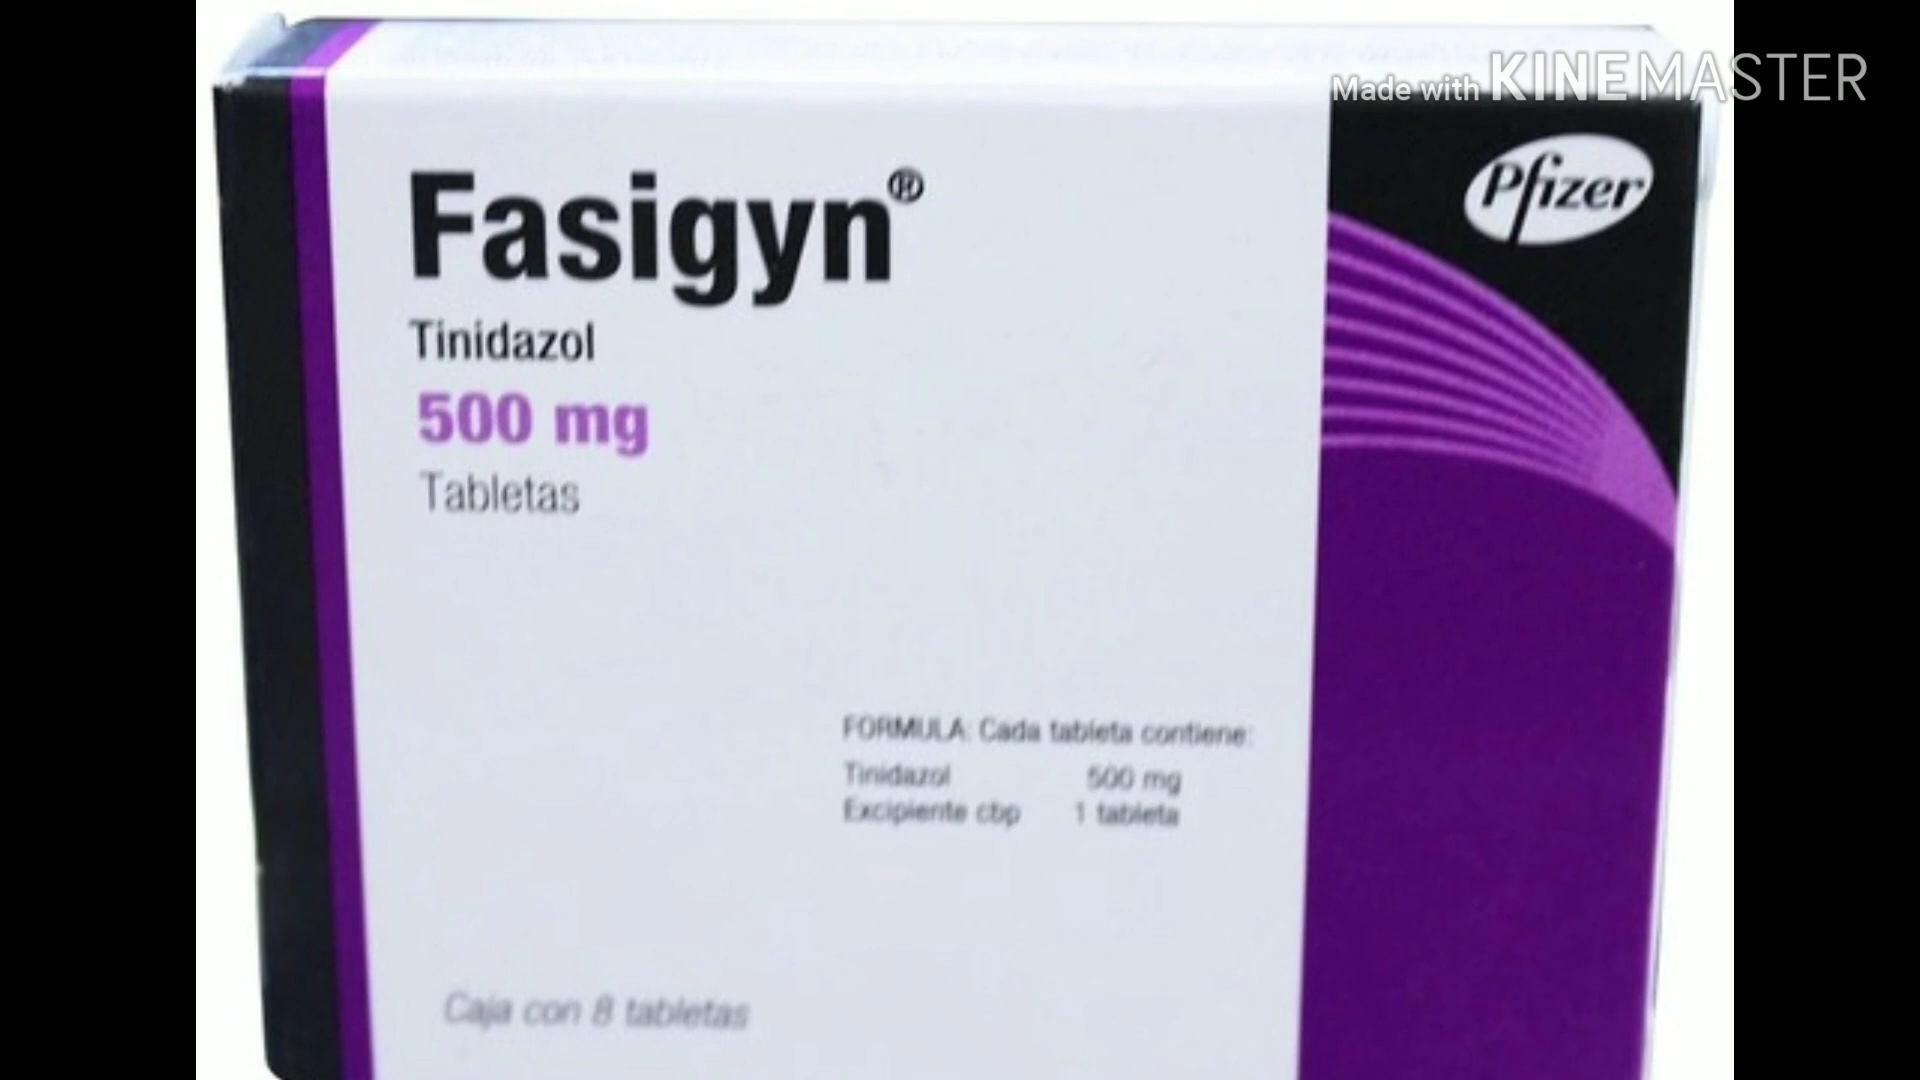 Made with KINEMASTER
Pfizer
Fasigyn®
Tinidazol
500 mg
Tabletas
FORMULA: Cada tableta contiene:
Tinidazol 500 mg
Excipiente cbp 1 tableta
Caja con 8 tabletas